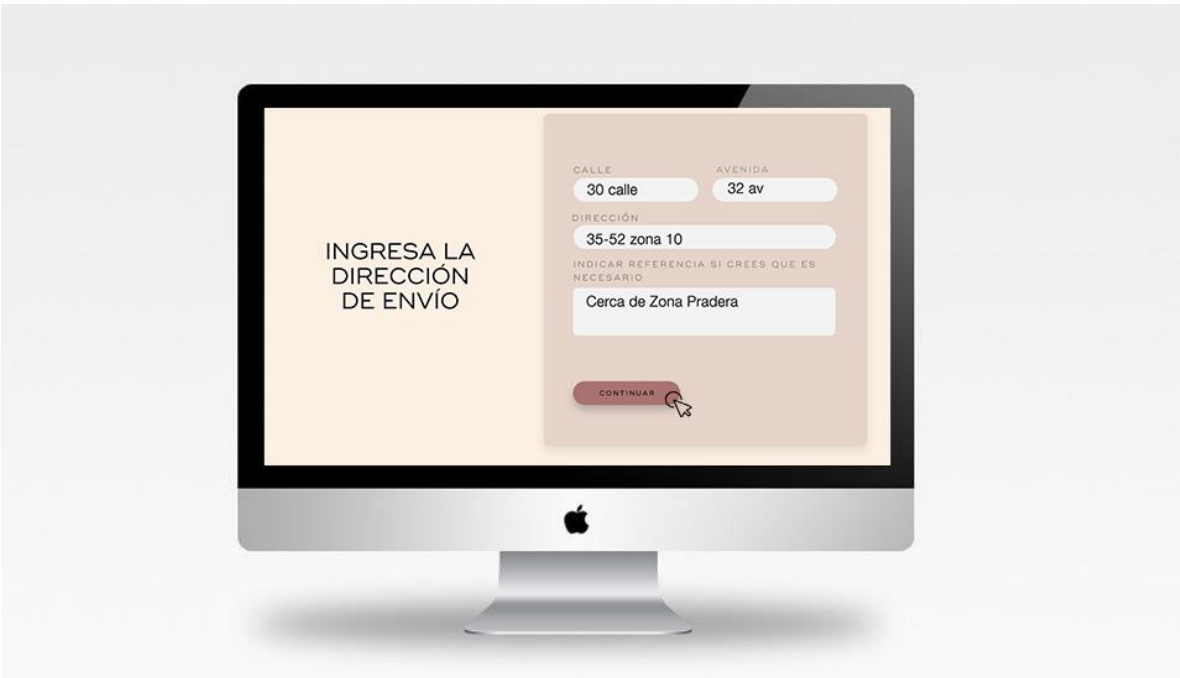 INGRESA LA
DIRECCIÓN
DE ENVÍO
CALLE
AVENIDA
30 calle
32 av
DIRECCIÓN
35-52 zona 10
INDICAR REFERENCIA SI CREES QUE ES
NECESARIO
Cerca de Zona Pradera
CONTINUAR